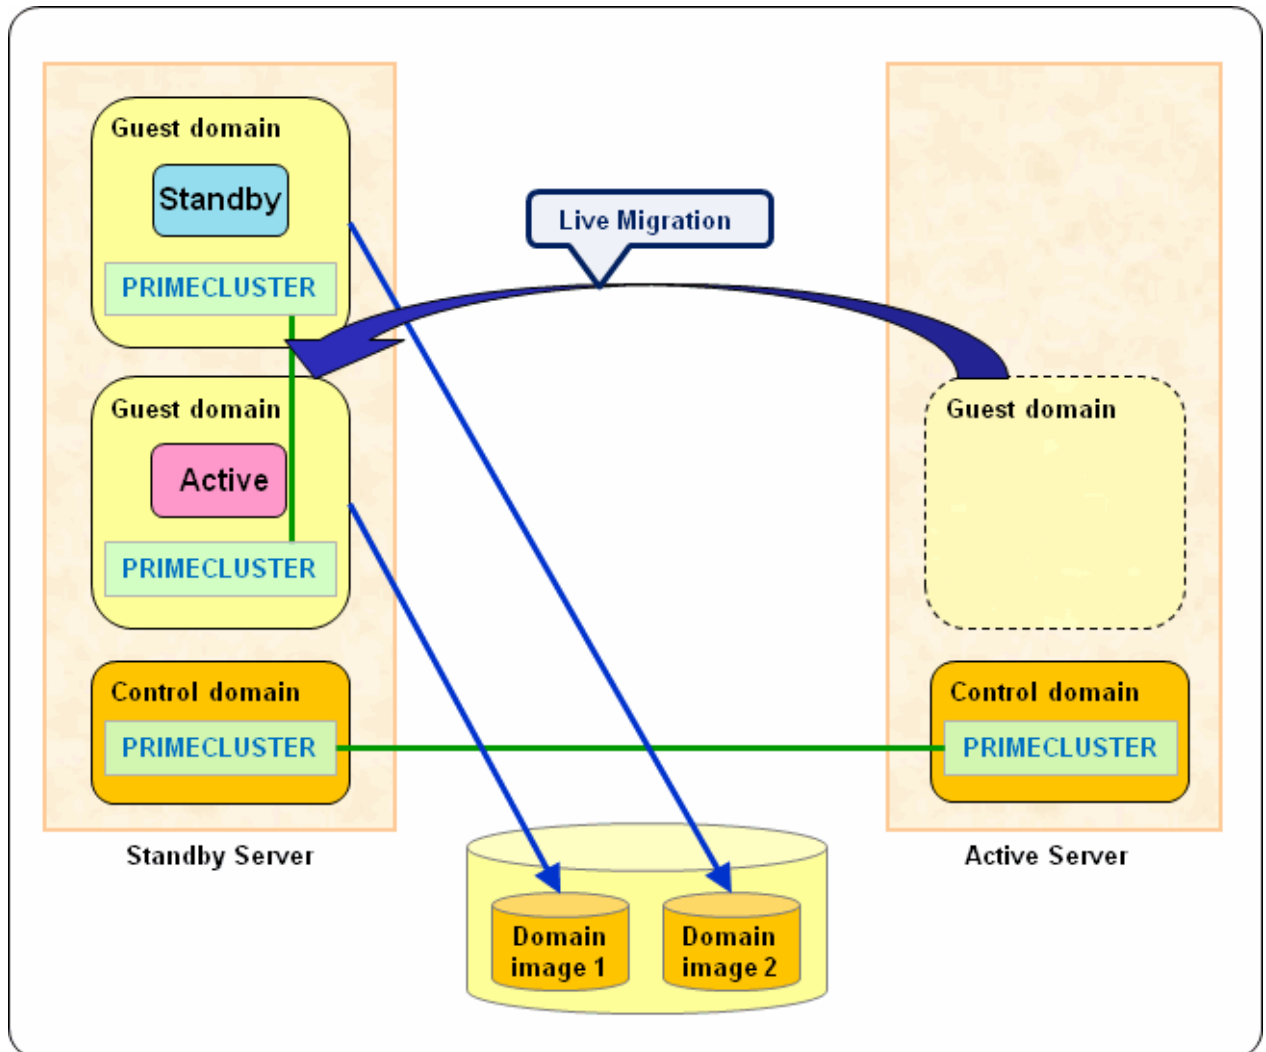 Guest domain
Standby
PRIMECLUSTER
Live Migration
Guest domain
Active
PRIMECLUSTER
Guest domain
Control domain
PRIMECLUSTER
Control domain
PRIMECLUSTER
Standby Server
Active Server
Domain
image 1
Domain
image 2